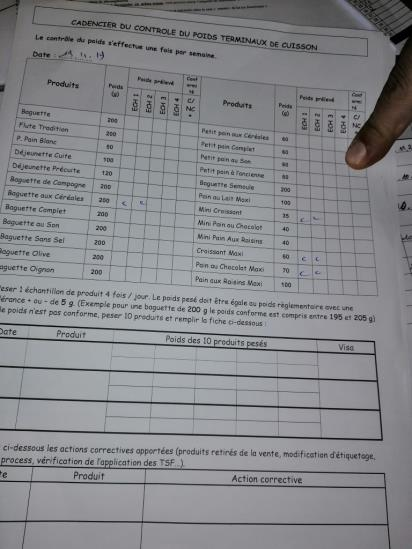 CADENCIER DU CONTROLE DU POIDS TERMINAUX DE CUISSON
Le contrôle du poids s'effectue une fois par semaine.
Date :
Produits Poids (g) Poids prélevé Conformité
ECH 1 ECH 2 ECH 3 ECH 4 C/ NC *
Baguette 200
Flute Tradition 200
P. Pain Blanc 60
Déjeunette Cuite 100
Déjeunette Précuite 120
Baguette de Campagne 200
Baguette aux Céréales 200 c c
Baguette Complet 200
Baguette au Son 200
Baguette Sans Sel 200
Baguette Olive 200
Baguette Oignon 200
Produits Poids (g) Poids prélevé Conformité
ECH 1 ECH 2 ECH 3 ECH 4 C/ NC *
Petit pain aux Céréales 60
Petit pain Complet 60
Petit pain au Son 60
Petit pain à l'ancienne 60
Baguette Semoule 200
Pain au Lait Maxi 100
Mini Croissant 35 c c
Mini Pain au Chocolat 40
Mini Pain Aux Raisins 40
Croissant Maxi 60 c c
Pain au Chocolat Maxi 70 c c
Pain aux Raisins Maxi 100
Peser 1 échantillon de produit 4 fois / jour. Le poids pesé doit être égale au poids règlementaire avec une
lérance + ou - de 5 g. (Exemple pour une baguette de 200 g le poids conforme est compris entre 195 et 205 g)
le poids n'est pas conforme, peser 10 produits et remplir la fiche ci-dessous :
Date Produit Poids des 10 produits pesés Visa
ci-dessous les actions correctives apportées (produits retirés de la vente, modification d'étiquetage,
process, vérification de l'application des TSF...).
te Produit Action corrective